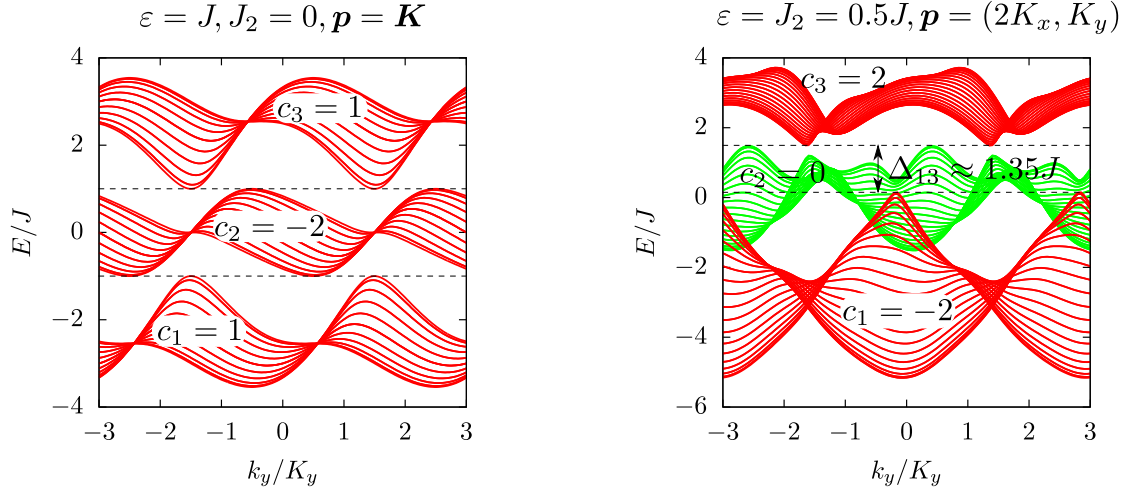 ε = J, J₂ = 0, p = K
4
2
0
−2
−4
E/J
c₃ = 1
c₂ = −2
c₁ = 1
−3 −2 −1 0 1 2 3
k_y/K_y
ε = J₂ = 0.5J, p = (2K_x, K_y)
4
2
0
−2
−4
−6
E/J
c₃ = 2
c₂ = 0
Δ₁₃ ≈ 1.35J
c₁ = −2
−3 −2 −1 0 1 2 3
k_y/K_y